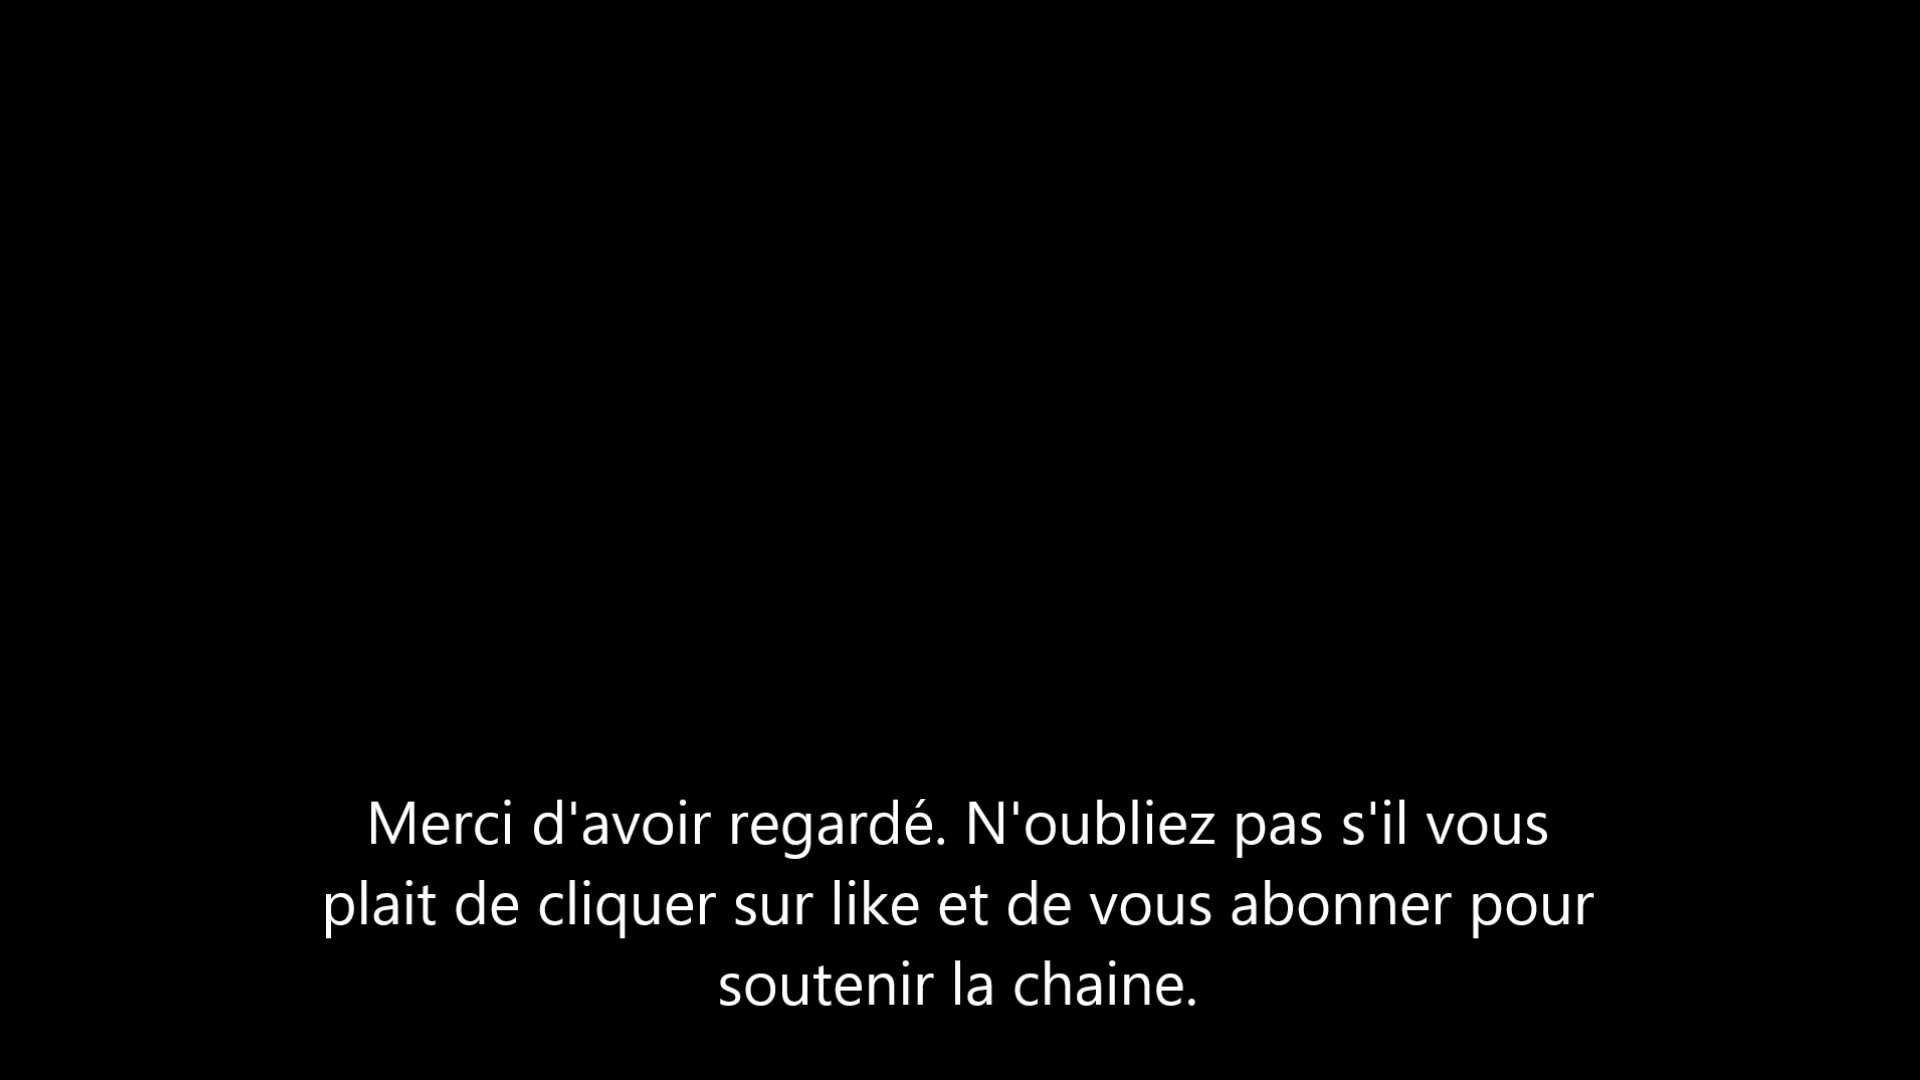 Merci d'avoir regardé. N'oubliez pas s'il vous
plait de cliquer sur like et de vous abonner pour
soutenir la chaine.